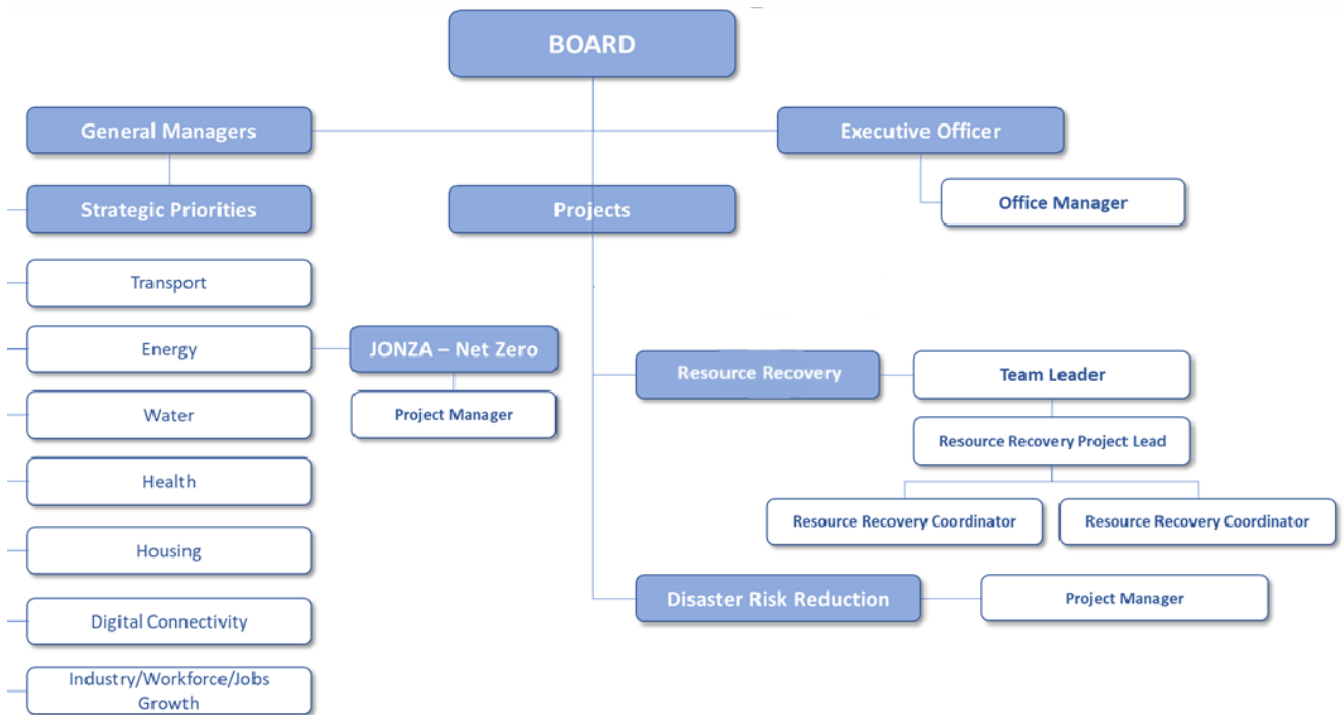 BOARD
General Managers
Executive Officer
Strategic Priorities
Projects
Office Manager
Transport
Energy
JONZA – Net Zero
Resource Recovery
Team Leader
Water
Project Manager
Resource Recovery Project Lead
Health
Resource Recovery Coordinator
Resource Recovery Coordinator
Housing
Disaster Risk Reduction
Project Manager
Digital Connectivity
Industry/Workforce/Jobs
Growth